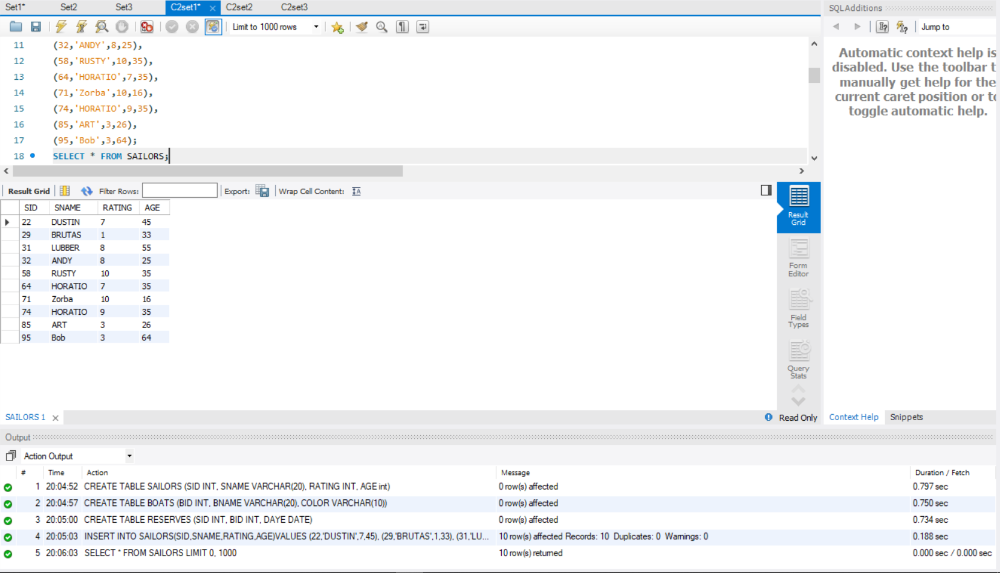 Set1* Set2 Set3 C2set1* × C2set2 C2set3
SQLAdditions
Limit to 1000 rows
Jump to
11 (32,'ANDY',8,25),
12 (58,'RUSTY',10,35),
13 (64,'HORATIO',7,35),
14 (71,'Zorba',10,16),
15 (74,'HORATIO',9,35),
16 (85,'ART',3,26),
17 (95,'Bob',3,64);
18 SELECT * FROM SAILORS;
Automatic context help is
disabled. Use the toolbar t
manually get help for the
current caret position or to
toggle automatic help.
Result Grid Filter Rows: Export: Wrap Cell Content:
SID SNAME RATING AGE
22 DUSTIN 7 45
29 BRUTAS 1 33
31 LUBBER 8 55
32 ANDY 8 25
58 RUSTY 10 35
64 HORATIO 7 35
71 Zorba 10 16
74 HORATIO 9 35
85 ART 3 26
95 Bob 3 64
Result
Grid
Form
Editor
Field
Types
Query
Stats
SAILORS 1 ×
Read Only
Context Help Snippets
Output
Action Output
# Time Action Message Duration / Fetch
1 20:04:52 CREATE TABLE SAILORS (SID INT, SNAME VARCHAR(20), RATING INT, AGE int) 0 row(s) affected 0.797 sec
2 20:04:57 CREATE TABLE BOATS (BID INT, BNAME VARCHAR(20), COLOR VARCHAR(10)) 0 row(s) affected 0.750 sec
3 20:05:00 CREATE TABLE RESERVES (SID INT, BID INT, DAYE DATE) 0 row(s) affected 0.734 sec
4 20:05:03 INSERT INTO SAILORS(SID,SNAME,RATING,AGE)VALUES (22,'DUSTIN',7,45), (29,'BRUTAS',1,33), (31,'LU... 10 row(s) affected Records: 10 Duplicates: 0 Warnings: 0 0.188 sec
5 20:06:03 SELECT * FROM SAILORS LIMIT 0, 1000 10 row(s) returned 0.000 sec / 0.000 sec